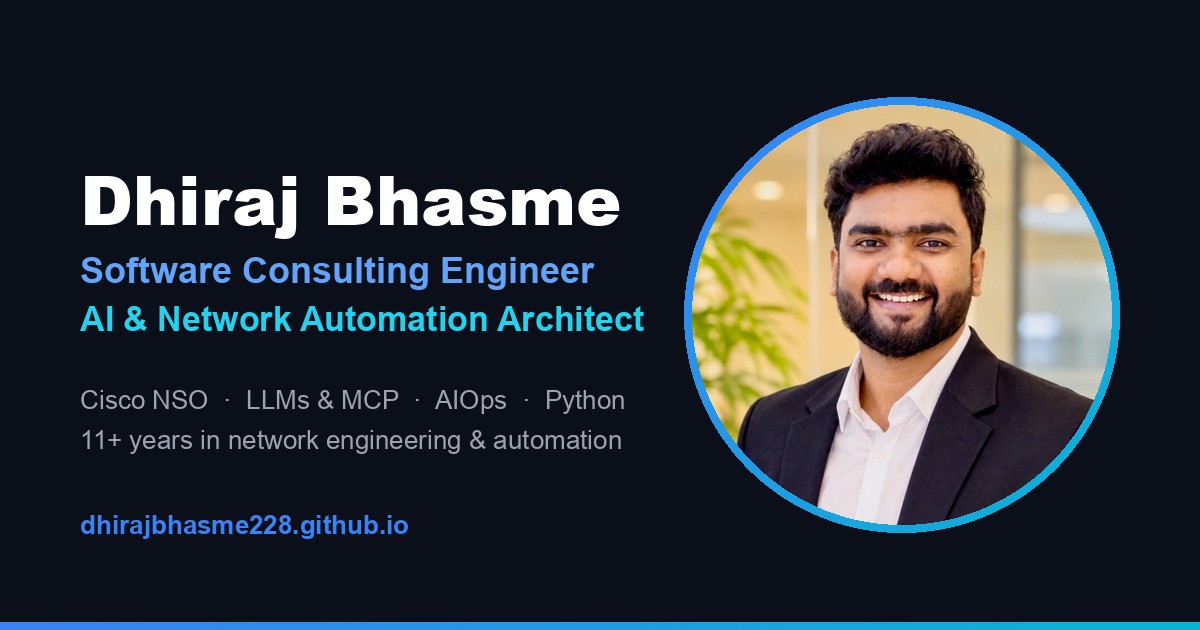 Dhiraj Bhasme
Software Consulting Engineer
AI & Network Automation Architect
Cisco NSO · LLMs & MCP · AIOps · Python
11+ years in network engineering & automation
dhirajbhasme228.github.io